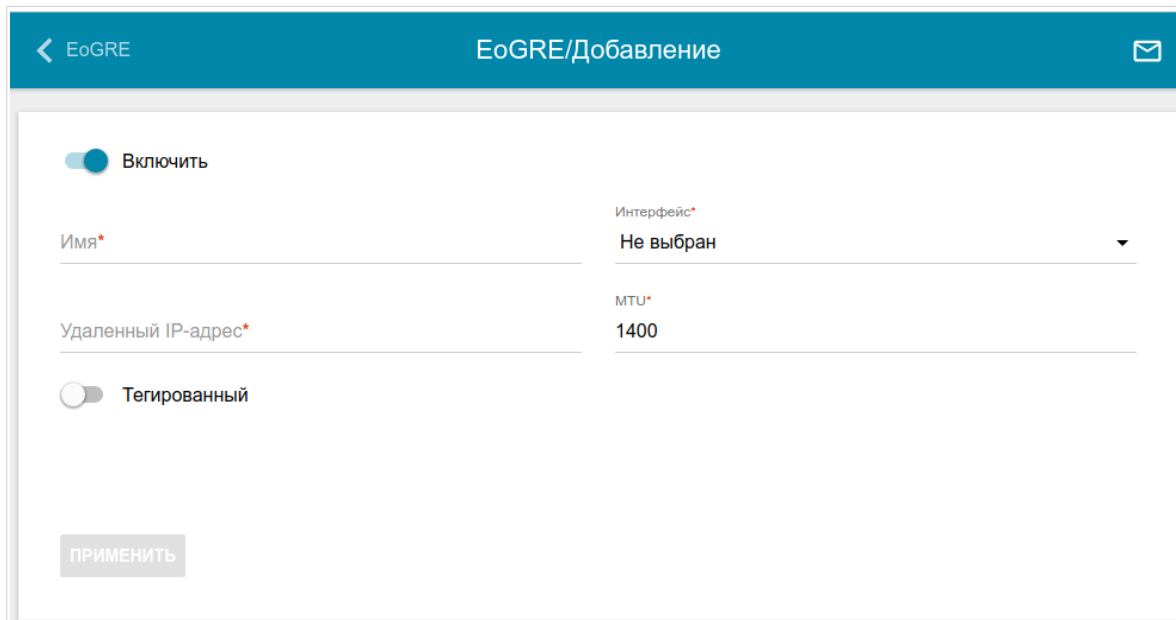 EoGRE
EoGRE/Добавление
Включить
Имя*
Интерфейс*
Не выбран
Удаленный IP-адрес*
MTU*
1400
Тегированный
ПРИМЕНИТЬ